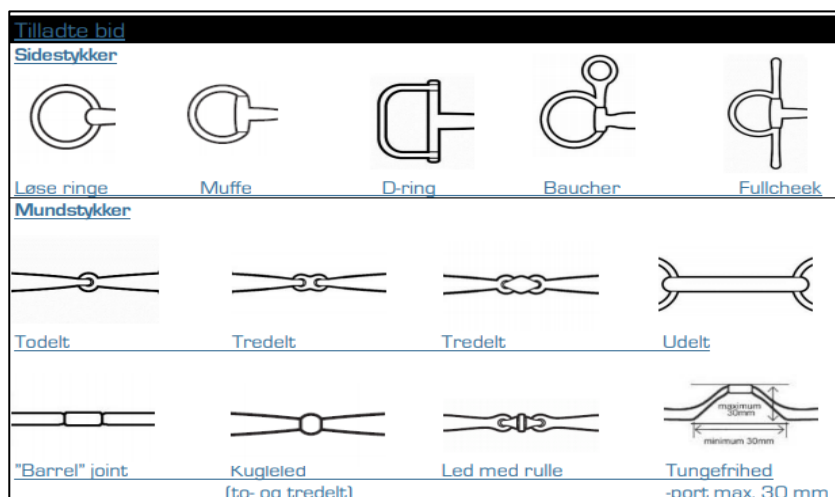 Tilladte bid
Sidestykker
Løse ringe Muffe D-ring Baucher Fullcheek
Mundstykker
Todelt Tredelt Tredelt Udelt
maximum
30mm
minimum 30mm
"Barrel" joint Kugleled Led med rulle Tungefrihed
(to- og tredelt) -port max. 30 mm